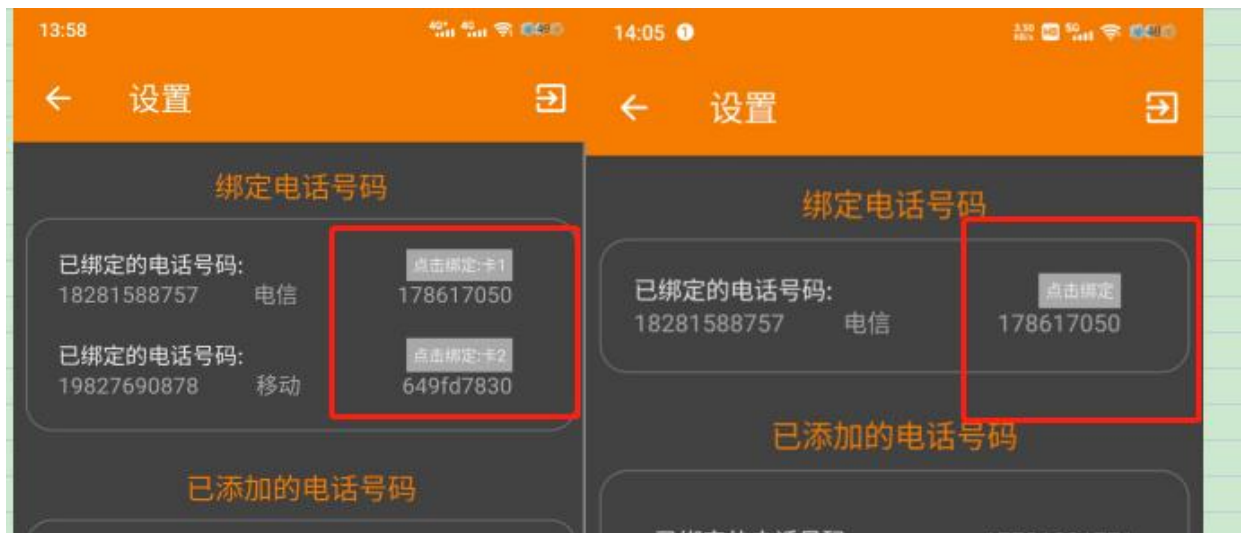 13:58
设置
绑定电话号码
已绑定的电话号码:
点击绑定:卡1
18281588757 电信 178617050
已绑定的电话号码:
点击绑定:卡2
19827690878 移动 649fd7830
已添加的电话号码
14:05
设置
绑定电话号码
已绑定的电话号码:
点击绑定
18281588757 电信 178617050
已添加的电话号码